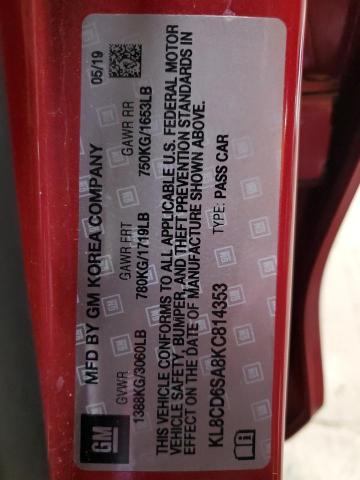 GM
MFD BY GM KOREA COMPANY
05/19
GVWR GAWR FRT GAWR RR
1388KG/3060LB 780KG/1719LB 750KG/1653LB
THIS VEHICLE CONFORMS TO ALL APPLICABLE U.S. FEDERAL MOTOR
VEHICLE SAFETY, BUMPER, AND THEFT PREVENTION STANDARDS IN
EFFECT ON THE DATE OF MANUFACTURE SHOWN ABOVE.
KL8CD6SA8KC814353 TYPE: PASS CAR